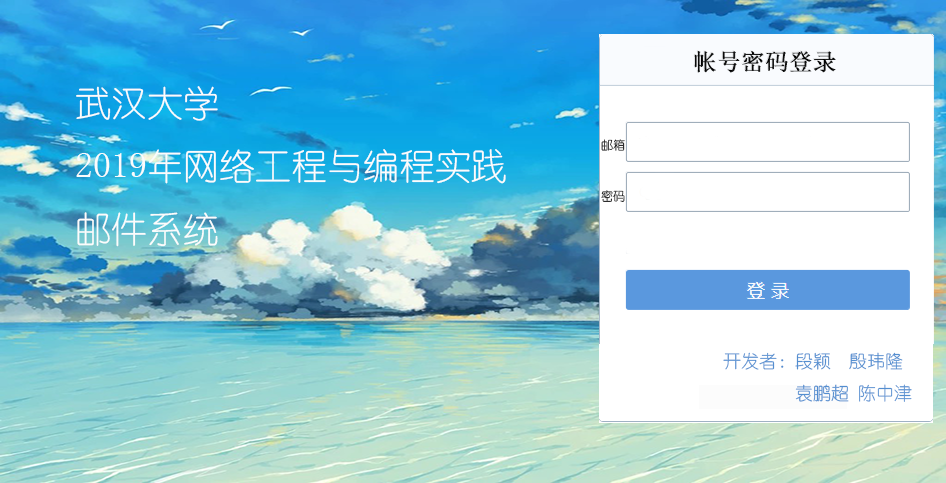 武汉大学
2019年网络工程与编程实践
邮件系统
帐号密码登录
邮箱
密码
登 录
开发者：段颖 殷玮隆
袁鹏超 陈中津